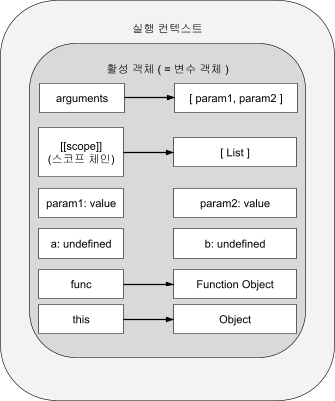 실행 컨텍스트
활성 객체 ( = 변수 객체 )
arguments
[ param1, param2 ]
[[scope]]
(스코프 체인)
[ List ]
param1: value
param2: value
a: undefined
b: undefined
func
Function Object
this
Object